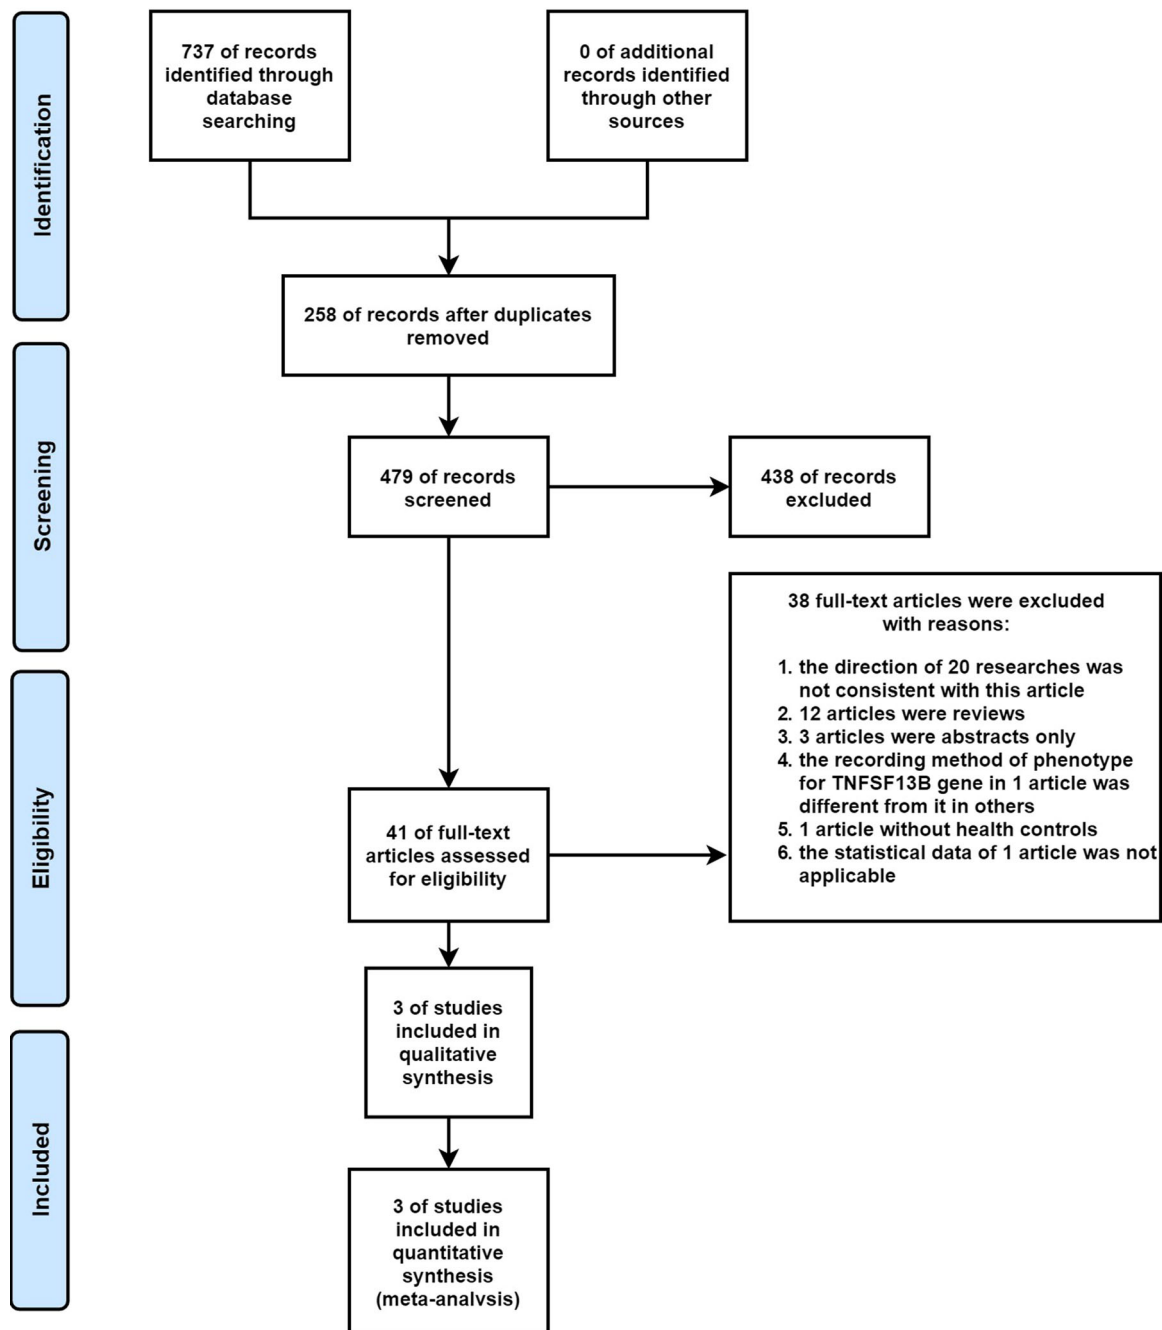 Identification
737 of records
identified through
database
searching
0 of additional
records identified
through other
sources
258 of records after duplicates
removed
Screening
479 of records
screened
438 of records
excluded
38 full-text articles were excluded
with reasons:
1. the direction of 20 researches was
not consistent with this article
2. 12 articles were reviews
3. 3 articles were abstracts only
4. the recording method of phenotype
for TNFSF13B gene in 1 article was
different from it in others
5. 1 article without health controls
6. the statistical data of 1 article was not
applicable
Eligibility
41 of full-text
articles assessed
for eligibility
3 of studies
included in
qualitative
synthesis
Included
3 of studies
included in
quantitative
synthesis
(meta-analysis)